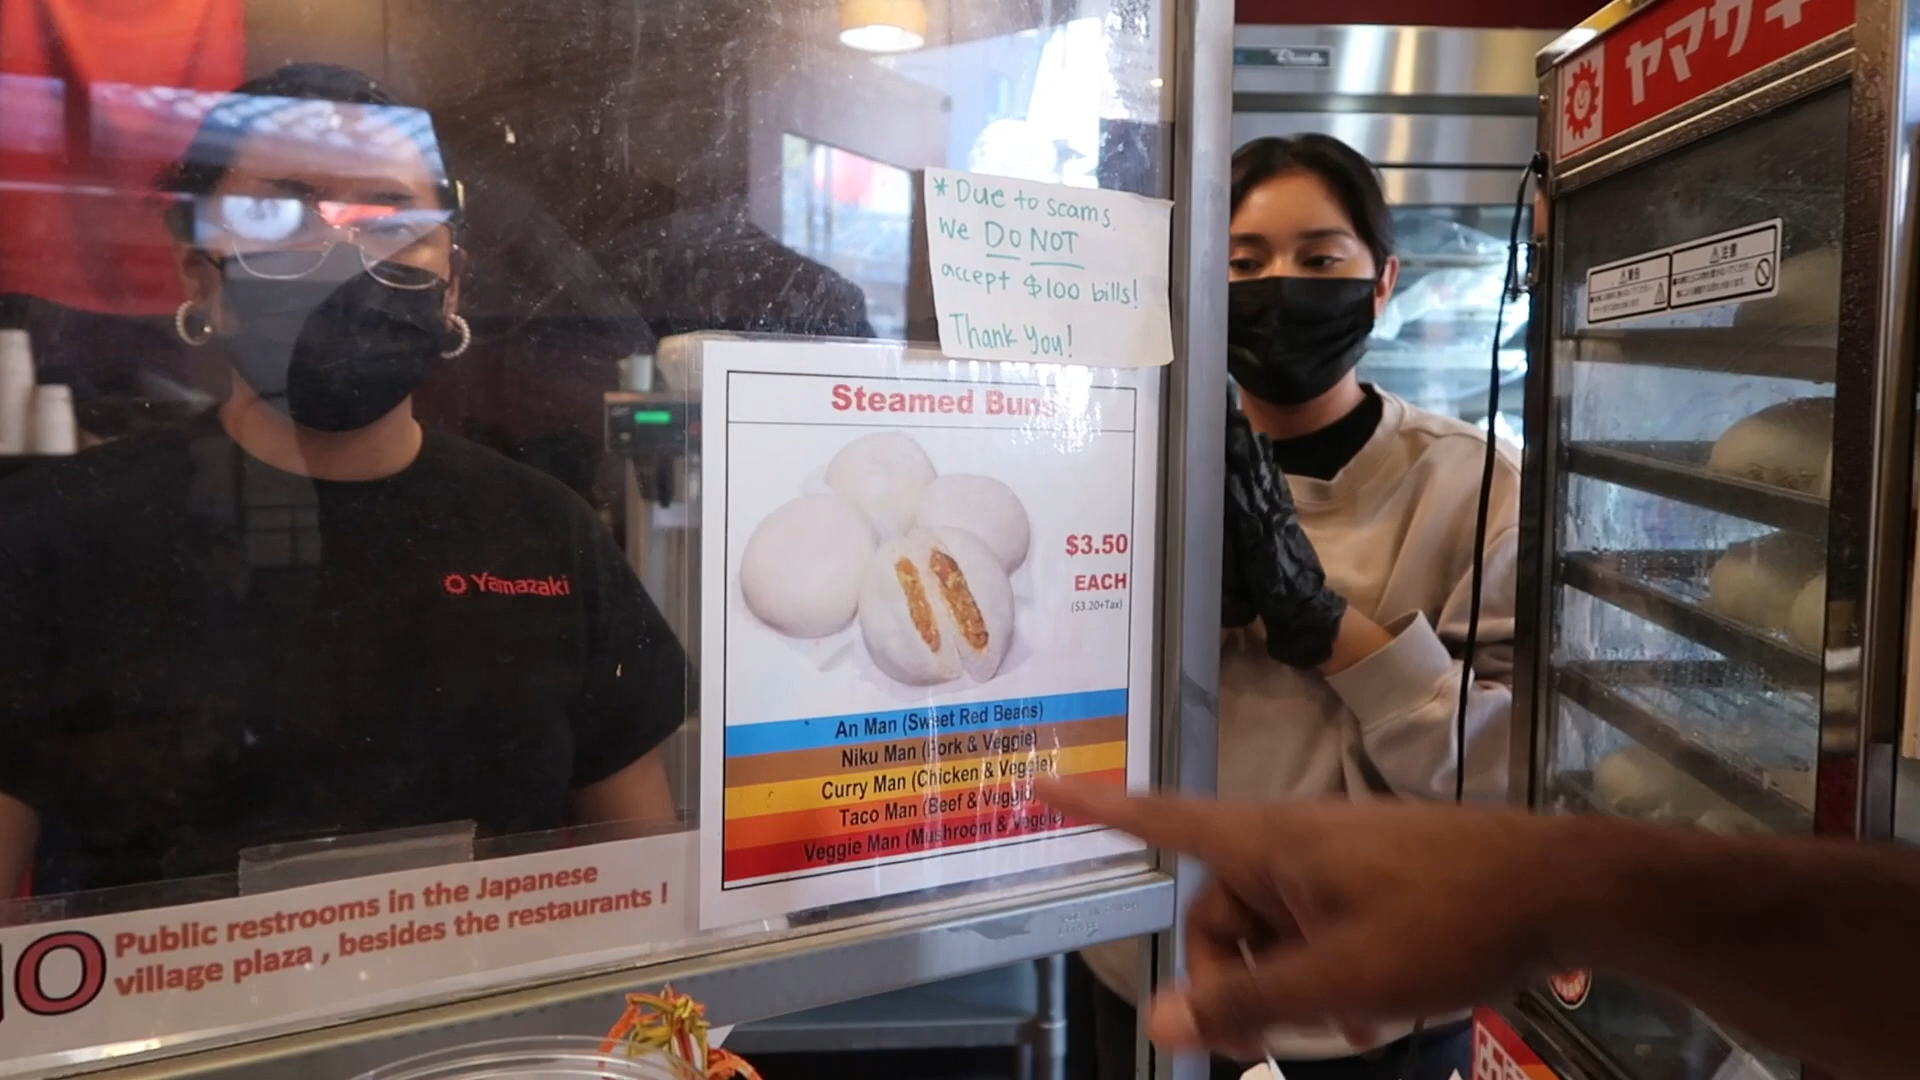 * Due to scams,
We DO NOT
accept $100 bills!
Thank You!
Steamed Buns
$3.50
EACH
($3.20+Tax)
An Man (Sweet Red Beans)
Niku Man (Pork & Veggie)
Curry Man (Chicken & Veggie)
Taco Man (Beef & Veggie)
Veggie Man (Mushroom & Veggie)
Yamazaki
Public restrooms in the Japanese
village plaza , besides the restaurants !
ヤマザキ
⚠注意